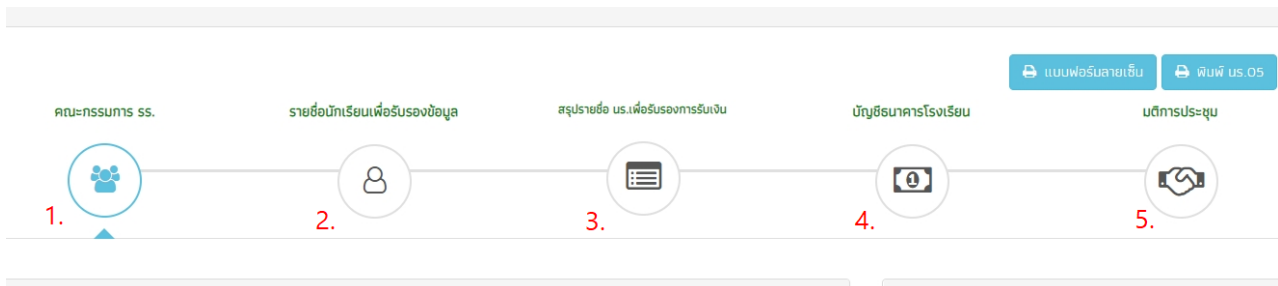 แบบฟอร์มลายเซ็น พิมพ์ นร.05
คณะกรรมการ รร. รายชื่อนักเรียนเพื่อรับรองข้อมูล สรุปรายชื่อ นร.เพื่อรับรองการรับเงิน บัญชีธนาคารโรงเรียน มติการประชุม
1. 2. 3. 4. 5.